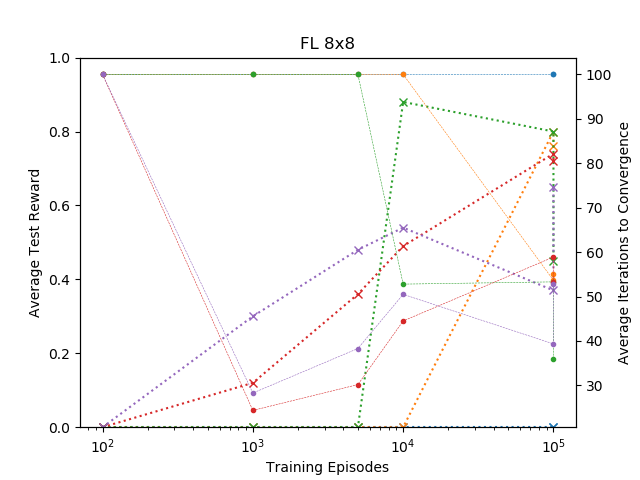 FL 8x8
1.0
0.8
0.6
0.4
0.2
0.0
Average Test Reward
100
90
80
70
60
50
40
30
Average Iterations to Convergence
10² 10³ 10⁴ 10⁵
Training Episodes